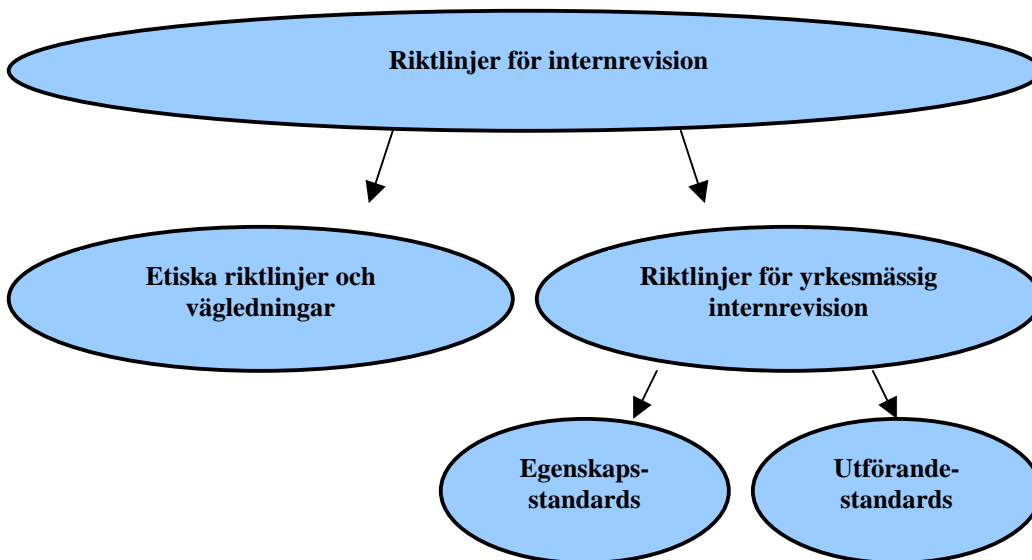 Riktlinjer för internrevision
Etiska riktlinjer och
vägledningar
Riktlinjer för yrkesmässig
internrevision
Egenskaps-
standards
Utförande-
standards